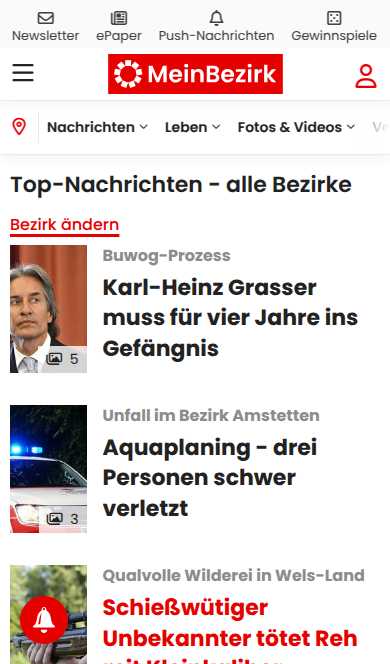 Newsletter ePaper Push-Nachrichten Gewinnspiele
MeinBezirk
Nachrichten Leben Fotos & Videos
Top-Nachrichten - alle Bezirke
Bezirk ändern
Buwog-Prozess
Karl-Heinz Grasser
muss für vier Jahre ins
Gefängnis
5
Unfall im Bezirk Amstetten
Aquaplaning - drei
Personen schwer
verletzt
3
Qualvolle Wilderei in Wels-Land
Schießwütiger
Unbekannter tötet Reh